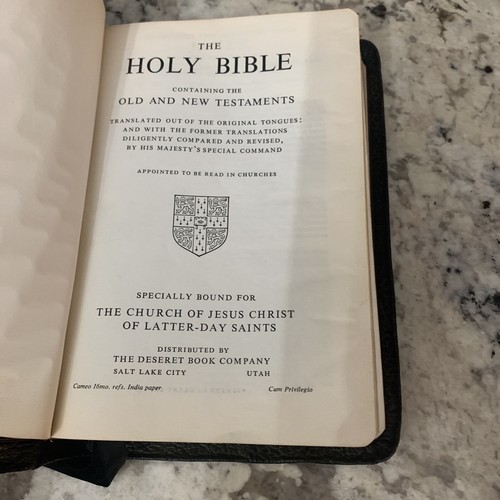 THE
HOLY BIBLE
CONTAINING THE
OLD AND NEW TESTAMENTS
TRANSLATED OUT OF THE ORIGINAL TONGUES:
AND WITH THE FORMER TRANSLATIONS
DILIGENTLY COMPARED AND REVISED,
BY HIS MAJESTY'S SPECIAL COMMAND
APPOINTED TO BE READ IN CHURCHES
SPECIALLY BOUND FOR
THE CHURCH OF JESUS CHRIST
OF LATTER-DAY SAINTS
DISTRIBUTED BY
THE DESERET BOOK COMPANY
SALT LAKE CITY UTAH
Cameo 16mo. refs. India paper Cum Privilegio